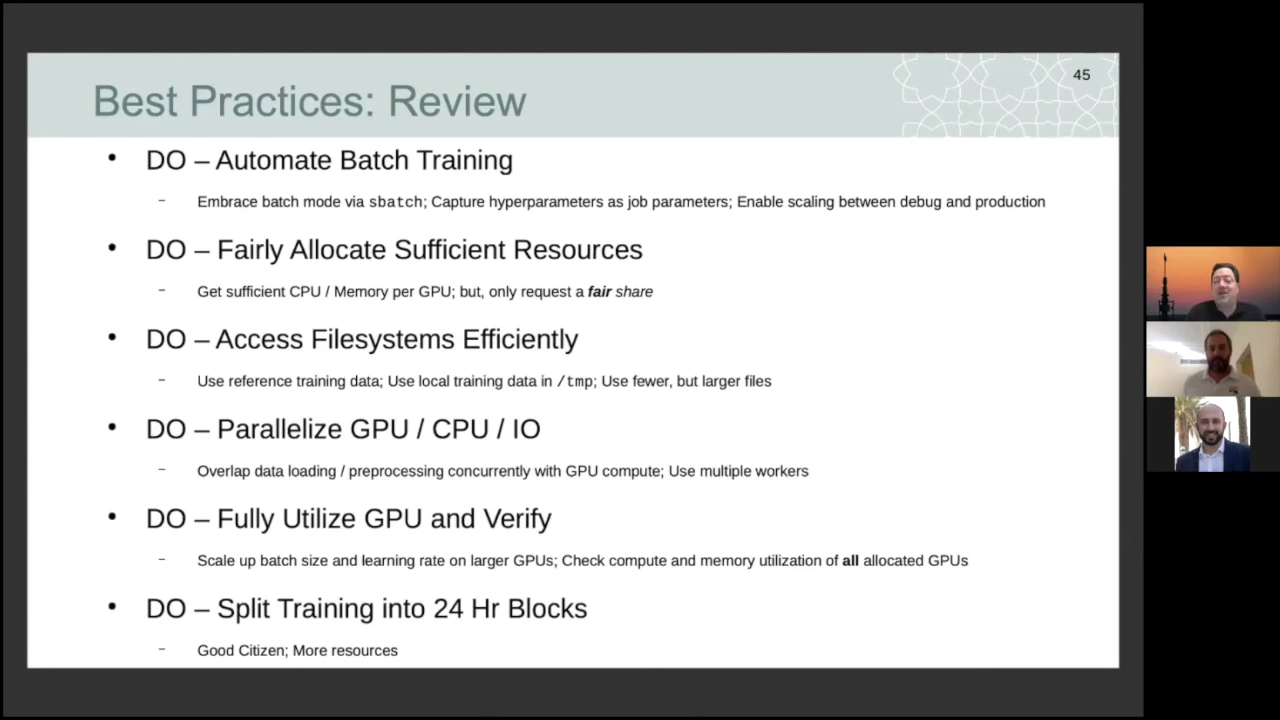 45
Best Practices: Review
• DO – Automate Batch Training
– Embrace batch mode via sbatch; Capture hyperparameters as job parameters; Enable scaling between debug and production
• DO – Fairly Allocate Sufficient Resources
– Get sufficient CPU / Memory per GPU; but, only request a fair share
• DO – Access Filesystems Efficiently
– Use reference training data; Use local training data in /tmp; Use fewer, but larger files
• DO – Parallelize GPU / CPU / IO
– Overlap data loading / preprocessing concurrently with GPU compute; Use multiple workers
• DO – Fully Utilize GPU and Verify
– Scale up batch size and learning rate on larger GPUs; Check compute and memory utilization of all allocated GPUs
• DO – Split Training into 24 Hr Blocks
– Good Citizen; More resources